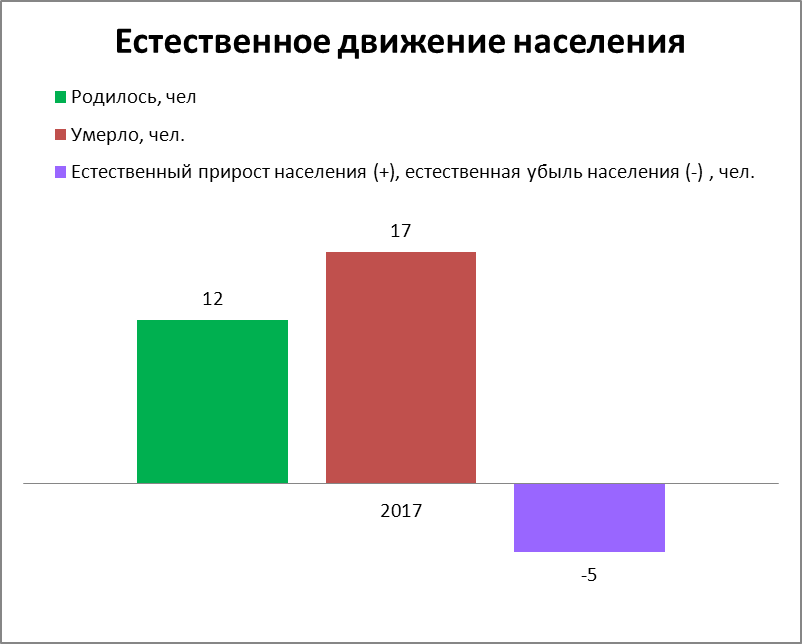 Естественное движение населения
Родилось, чел
Умерло, чел.
Естественный прирост населения (+), естественная убыль населения (-) , чел.
17
12
2017
-5